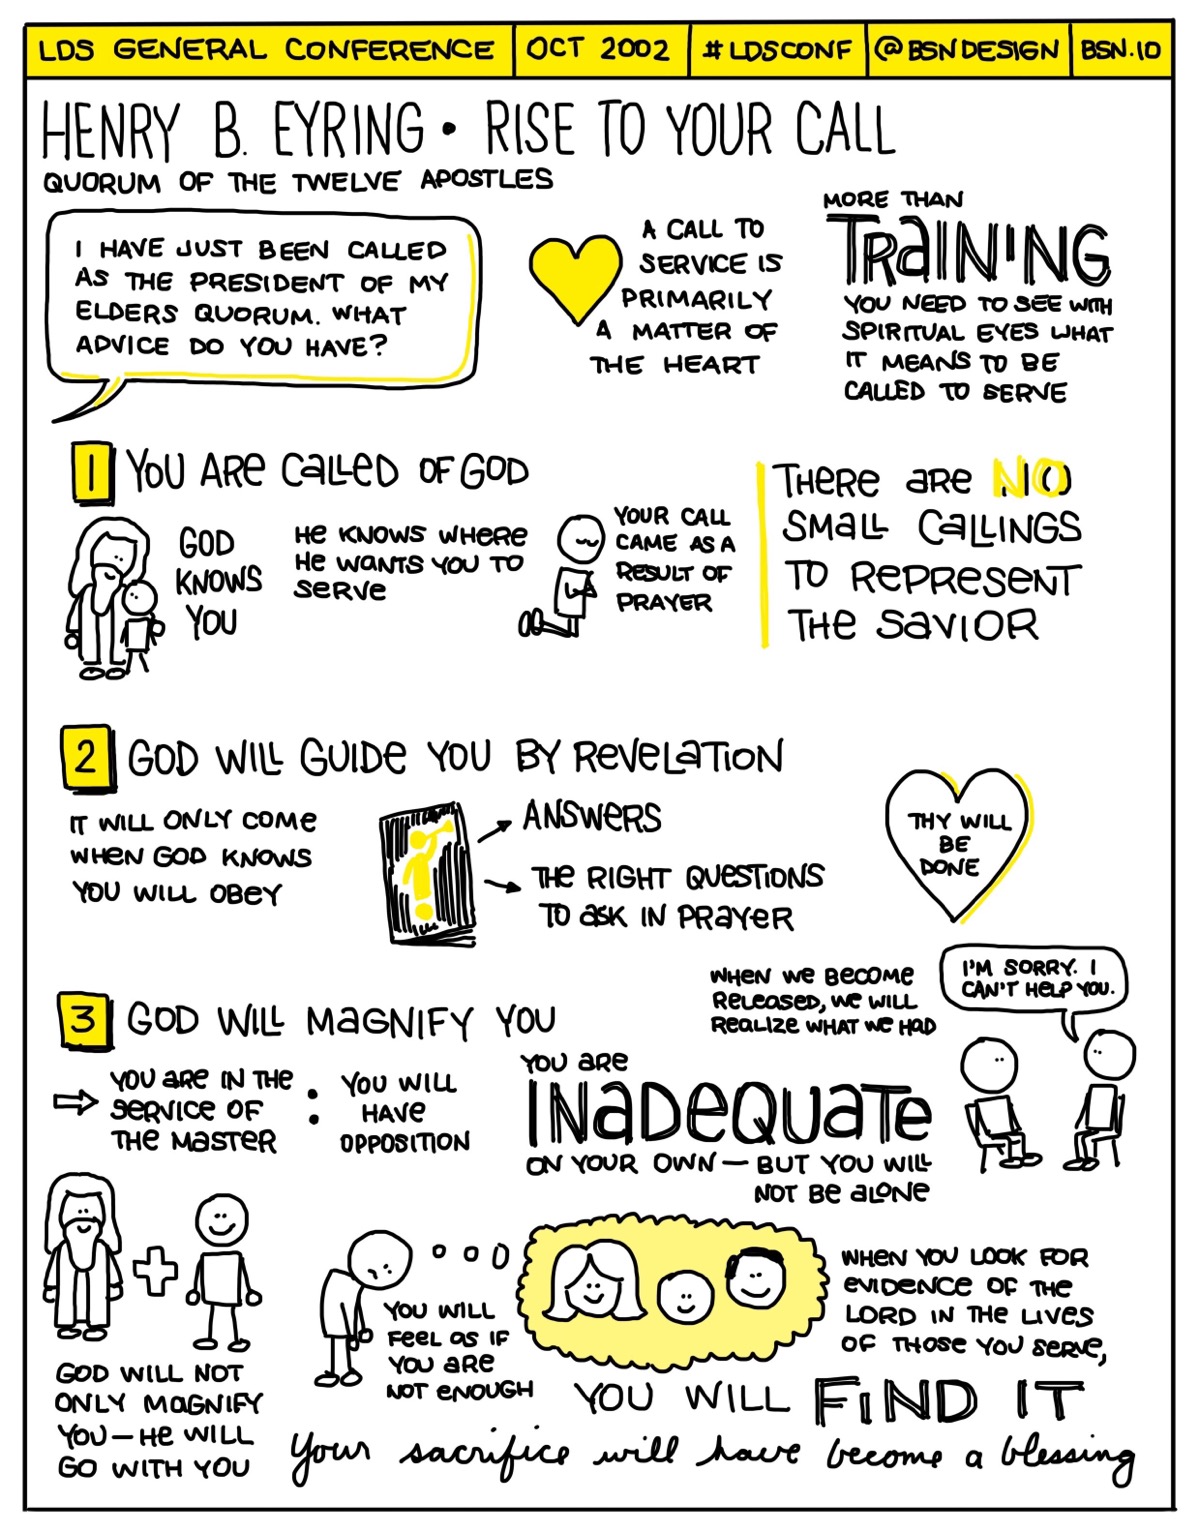 LDS GENERAL CONFERENCE
OCT 2002
#LDSCONF
@BSNDESIGN
BSN.IO
HENRY B. EYRING • RISE TO YOUR CALL
QUORUM OF THE TWELVE APOSTLES
I HAVE JUST BEEN CALLED
AS THE PRESIDENT OF MY
ELDERS QUORUM. WHAT
ADVICE DO YOU HAVE?
A CALL TO
SERVICE IS
PRIMARILY
A MATTER OF
THE HEART
MORE THAN
TRAINING
YOU NEED TO SEE WITH
SPIRITUAL EYES WHAT
IT MEANS TO BE
CALLED TO SERVE
1 YOU ARE CALLED OF GOD
GOD
KNOWS
YOU
HE KNOWS WHERE
HE WANTS YOU TO
SERVE
YOUR CALL
CAME AS A
RESULT OF
PRAYER
THERE ARE NO
SMALL CALLINGS
TO REPRESENT
THE SAVIOR
2 GOD WILL GUIDE YOU BY REVELATION
IT WILL ONLY COME
WHEN GOD KNOWS
YOU WILL OBEY
ANSWERS
THE RIGHT QUESTIONS
TO ASK IN PRAYER
THY WILL
BE
DONE
3 GOD WILL MAGNIFY YOU
YOU ARE IN THE
SERVICE OF
THE MASTER
:
YOU WILL
HAVE
OPPOSITION
WHEN WE BECOME
RELEASED, WE WILL
REALIZE WHAT WE HAD
I'M SORRY. I
CAN'T HELP YOU.
YOU ARE
INADEQUATE
ON YOUR OWN — BUT YOU WILL
NOT BE ALONE
+
GOD WILL NOT
ONLY MAGNIFY
YOU — HE WILL
GO WITH YOU
YOU WILL
FEEL AS IF
YOU ARE
NOT ENOUGH
WHEN YOU LOOK FOR
EVIDENCE OF THE
LORD IN THE LIVES
OF THOSE YOU SERVE,
YOU WILL FIND IT
Your sacrifice will have become a blessing